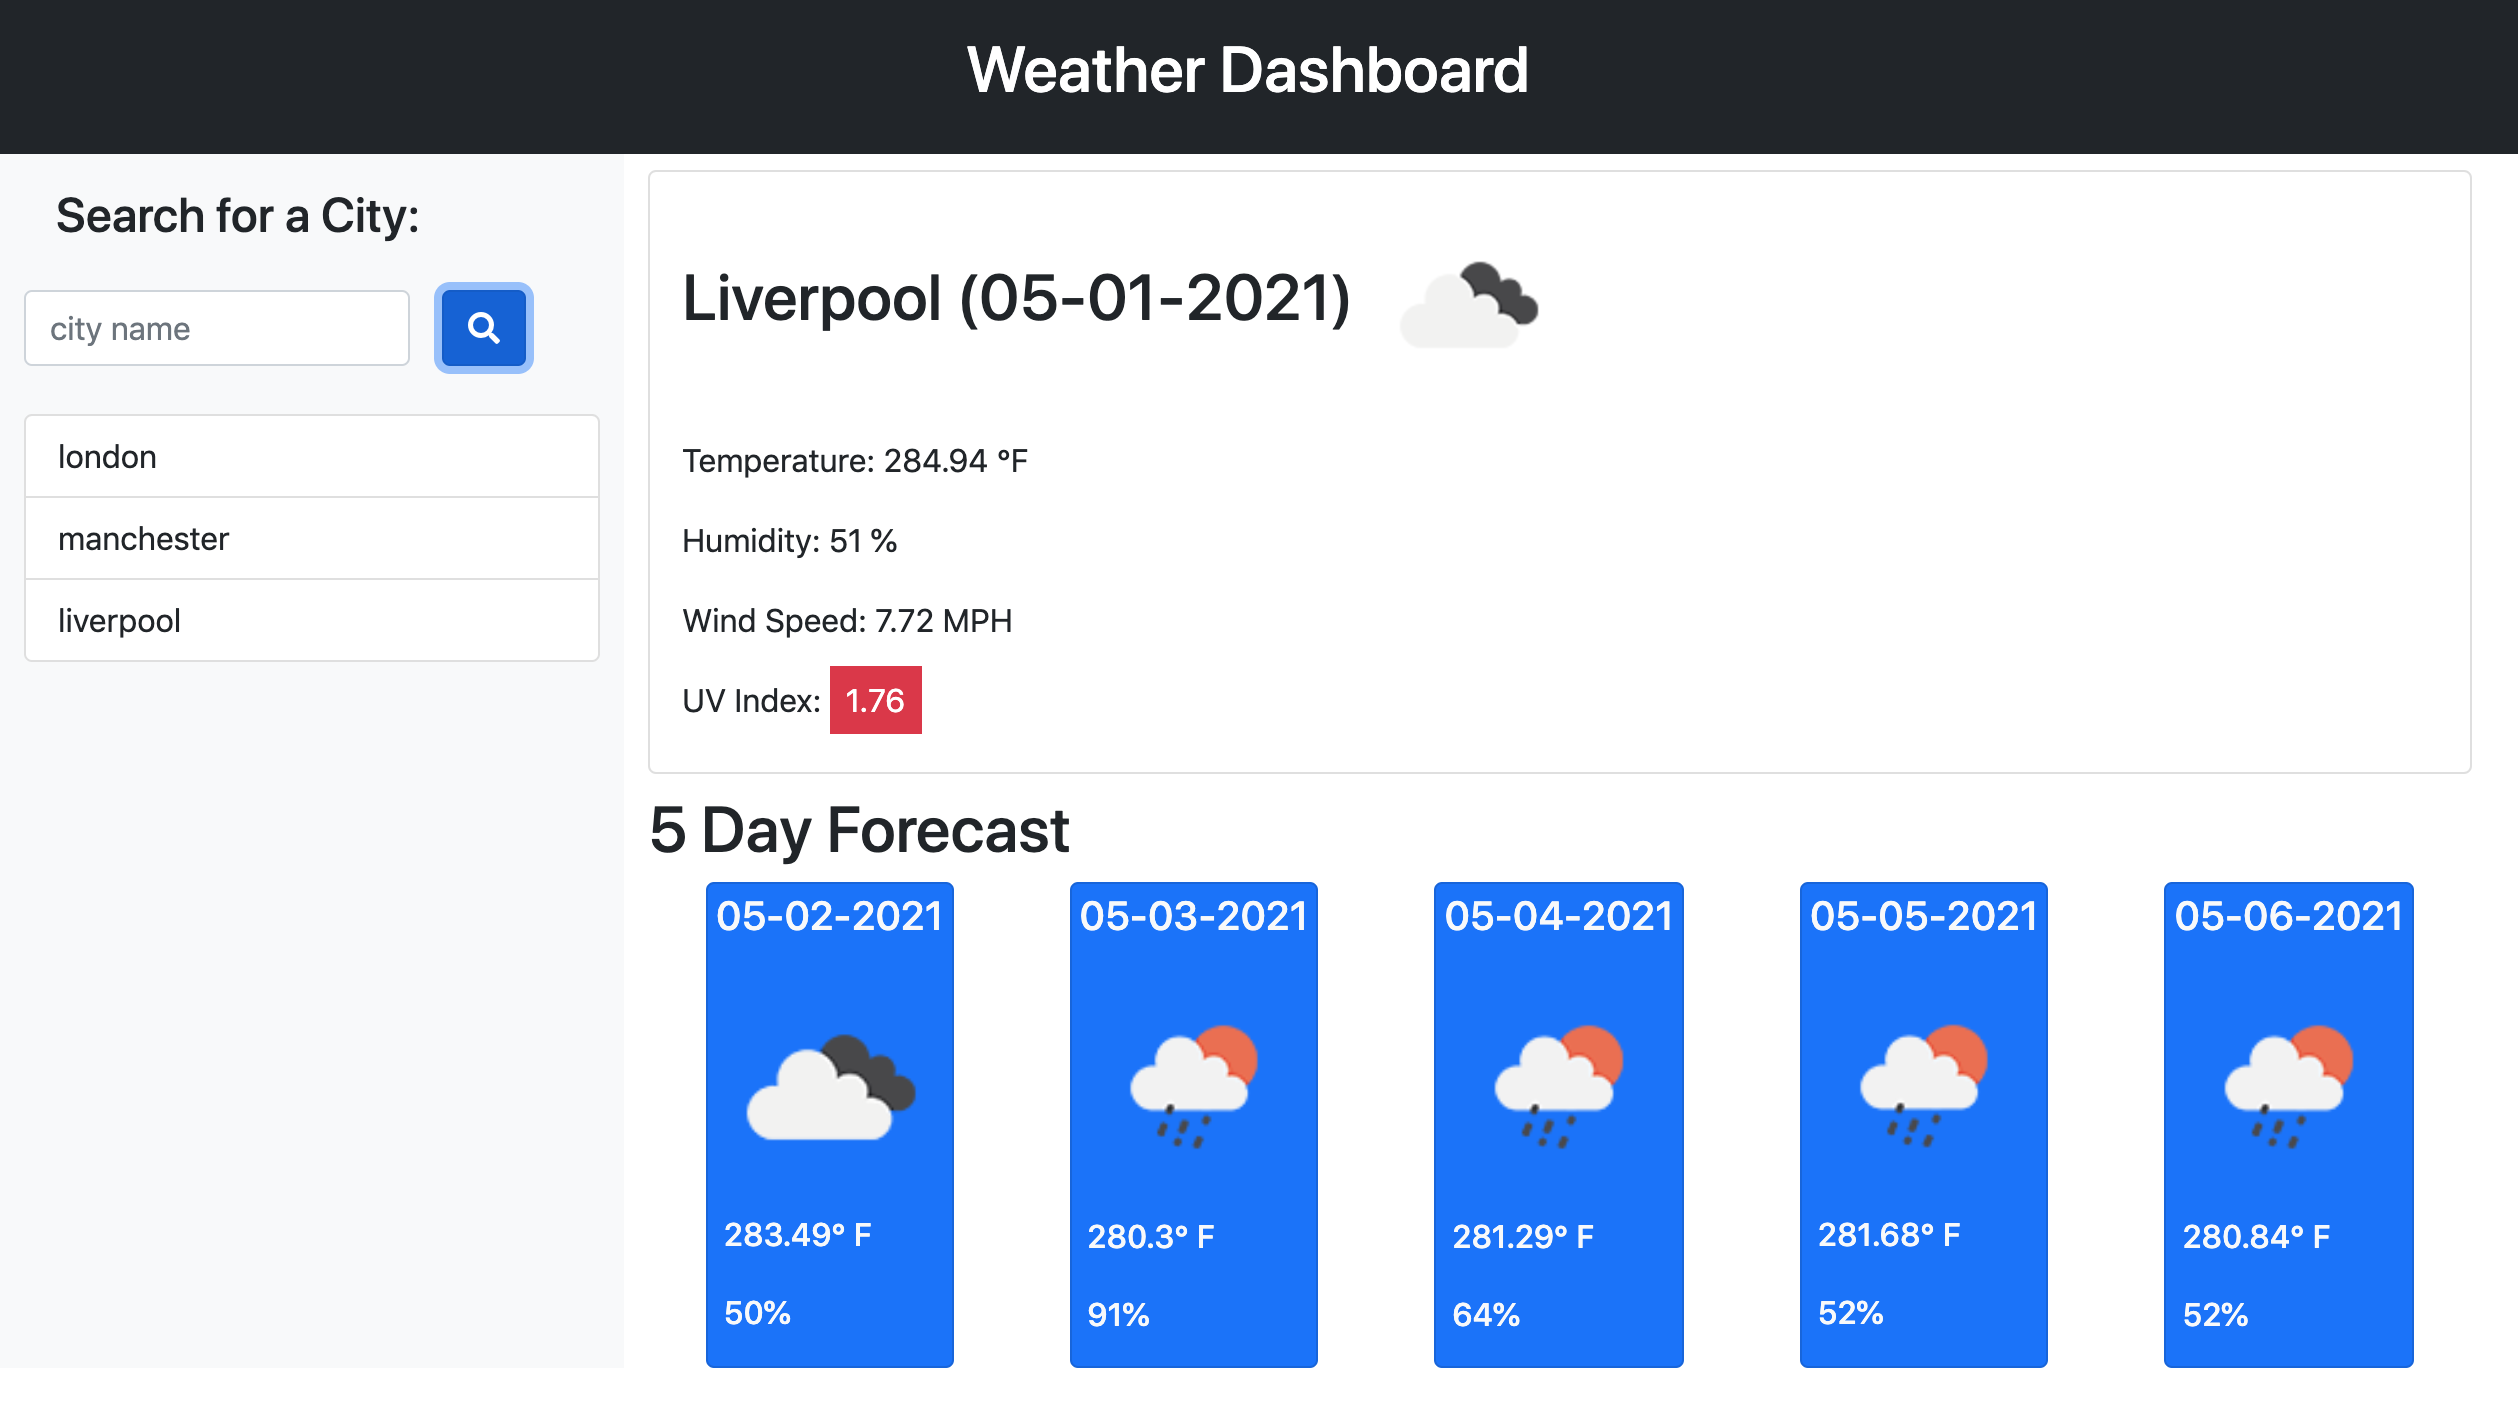 Weather Dashboard
Search for a City:
city name
london
manchester
liverpool
Liverpool (05-01-2021)
Temperature: 284.94 °F
Humidity: 51 %
Wind Speed: 7.72 MPH
UV Index: 1.76
5 Day Forecast
05-02-2021
283.49° F
50%
05-03-2021
280.3° F
91%
05-04-2021
281.29° F
64%
05-05-2021
281.68° F
52%
05-06-2021
280.84° F
52%